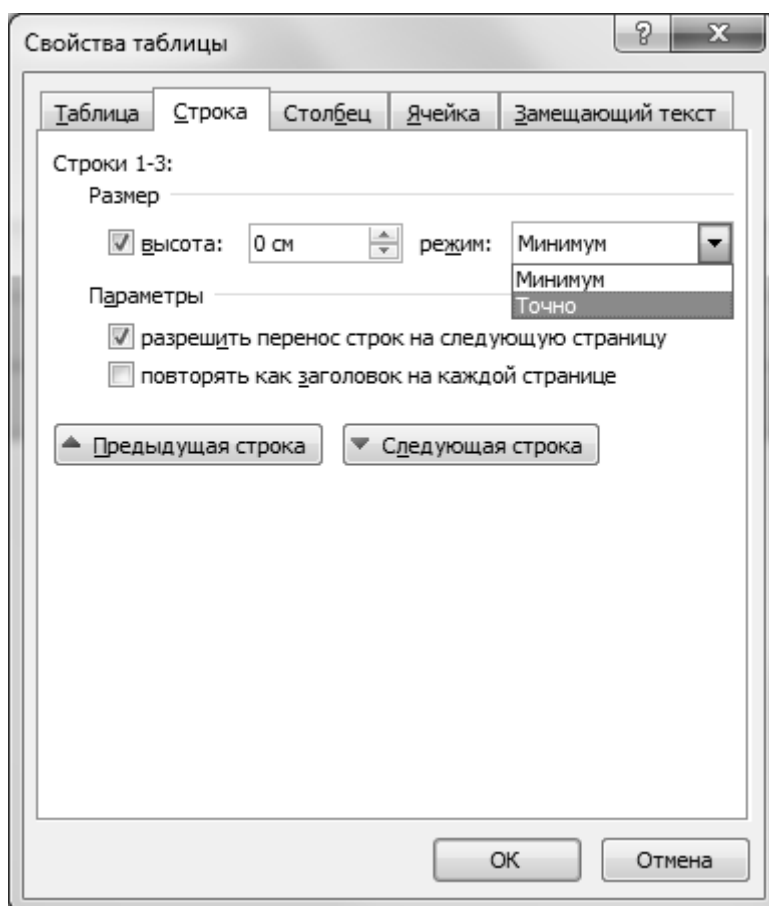 Свойства таблицы
?
Таблица Строка Столбец Ячейка Замещающий текст
Строки 1-3:
Размер
высота: 0 см режим: Минимум
Минимум
Точно
Параметры
разрешить перенос строк на следующую страницу
повторять как заголовок на каждой странице
Предыдущая строка Следующая строка
ОК Отмена